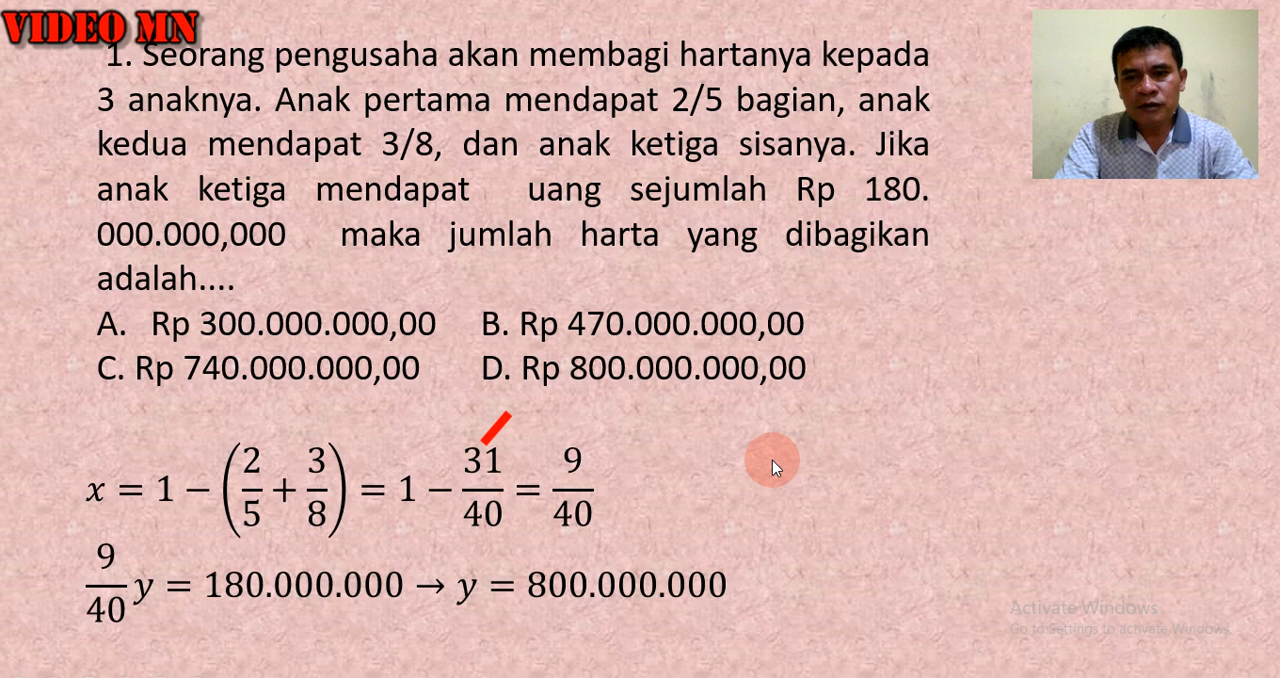 VIDEO MN
1. Seorang pengusaha akan membagi hartanya kepada
3 anaknya. Anak pertama mendapat 2/5 bagian, anak
kedua mendapat 3/8, dan anak ketiga sisanya. Jika
anak ketiga mendapat uang sejumlah Rp 180.
000.000,000 maka jumlah harta yang dibagikan
adalah....
A. Rp 300.000.000,00 B. Rp 470.000.000,00
C. Rp 740.000.000,00 D. Rp 800.000.000,00
x = 1 − (2/5 + 3/8) = 1 − 31/40 = 9/40
9/40 y = 180.000.000 → y = 800.000.000
Activate Windows
Go to Settings to activate Windows.